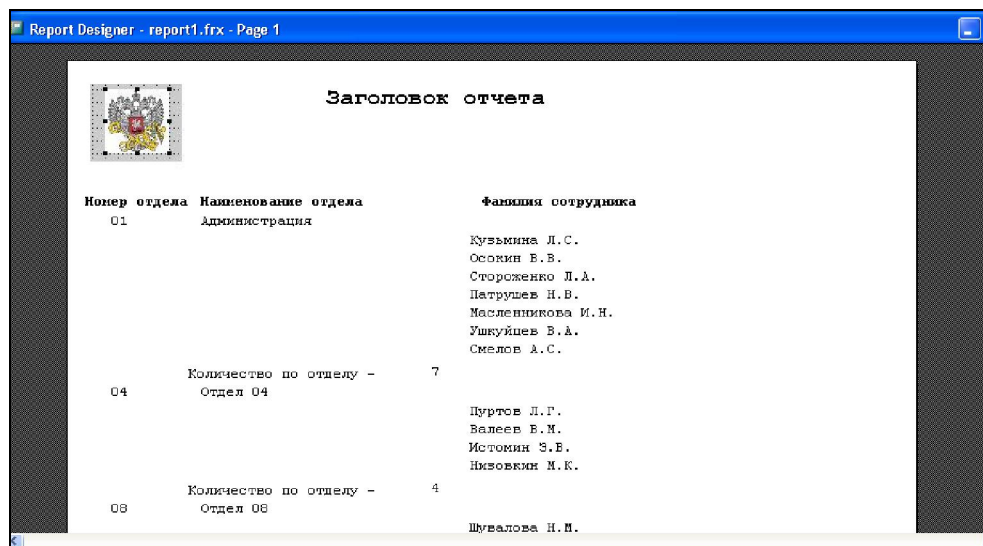 Report Designer - report1.frx - Page 1
Заголовок отчета
Номер отдела Наименование отдела Фамилия сотрудника
01 Администрация
Кузьмина Л.С.
Осокин В.В.
Стороженко Л.А.
Патрушев Н.В.
Масленникова И.Н.
Ушкуйцев В.А.
Смелов А.С.
Количество по отделу - 7
04 Отдел 04
Пуртов Л.Г.
Валеев В.М.
Истомин Э.В.
Низовкин М.К.
Количество по отделу - 4
08 Отдел 08
Шувалова Н.М.